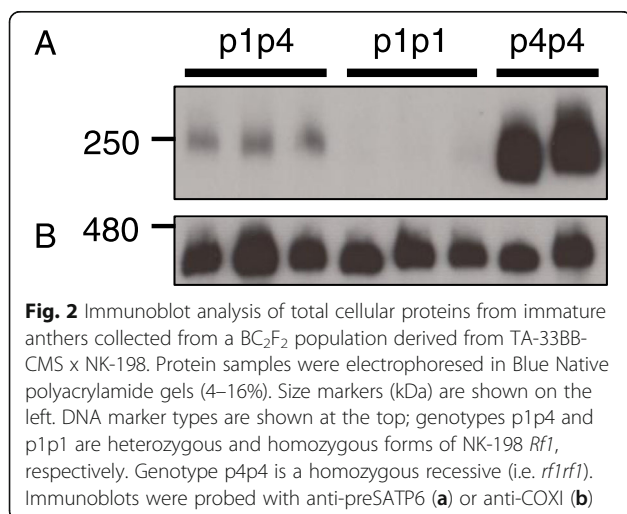 A
p1p4 p1p1 p4p4
250
B 480
Fig. 2 Immunoblot analysis of total cellular proteins from immature
anthers collected from a BC2F2 population derived from TA-33BB-
CMS x NK-198. Protein samples were electrophoresed in Blue Native
polyacrylamide gels (4–16%). Size markers (kDa) are shown on the
left. DNA marker types are shown at the top; genotypes p1p4 and
p1p1 are heterozygous and homozygous forms of NK-198 Rf1,
respectively. Genotype p4p4 is a homozygous recessive (i.e. rf1rf1).
Immunoblots were probed with anti-preSATP6 (a) or anti-COXI (b)